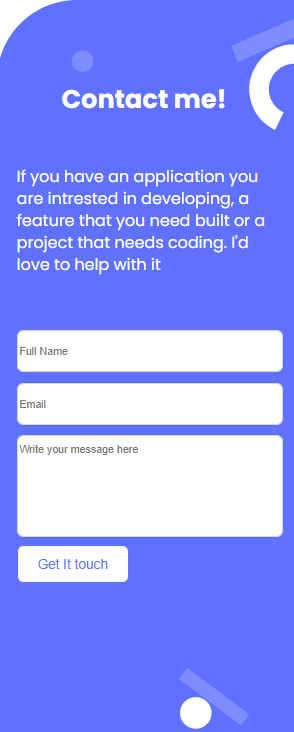 Contact me!
If you have an application you
are intrested in developing, a
feature that you need built or a
project that needs coding. I'd
love to help with it
Full Name
Email
Write your message here
Get It touch